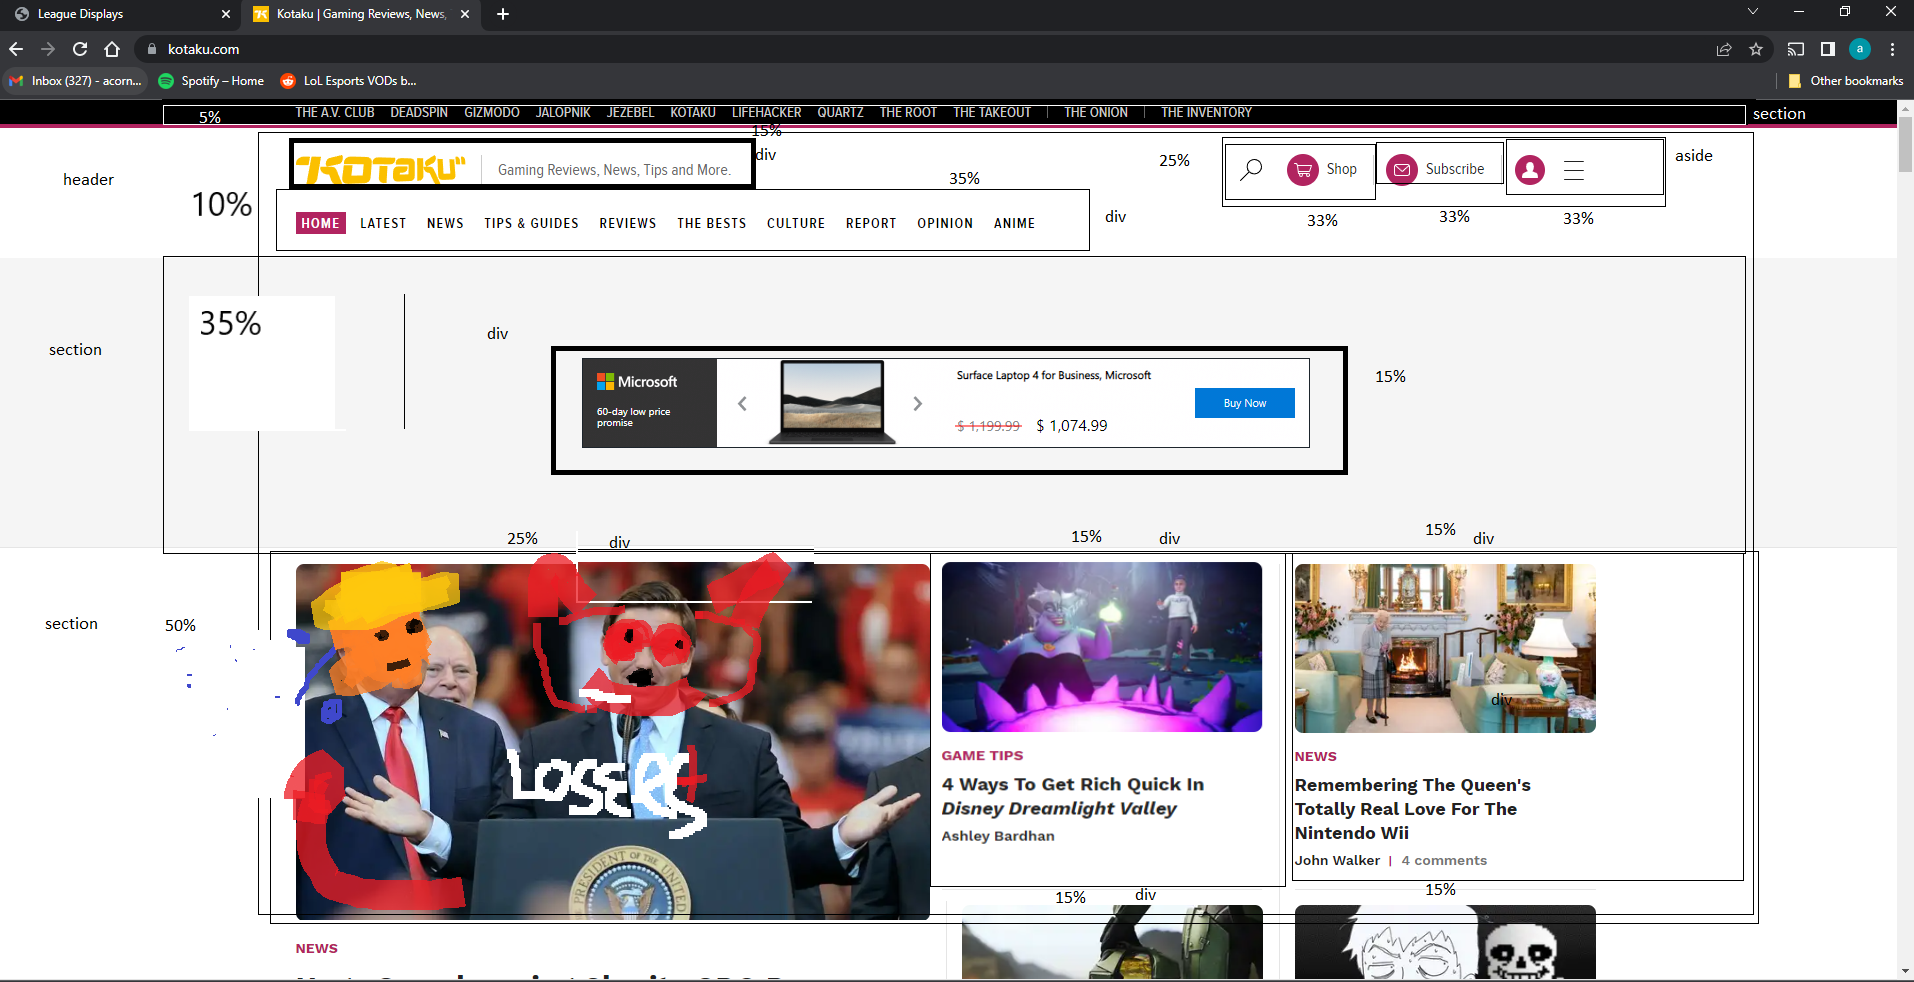 League Displays
Kotaku | Gaming Reviews, News,
kotaku.com
Inbox (327) - acorn...
Spotify – Home
LoL Esports VODs b...
Other bookmarks
THE A.V. CLUB DEADSPIN GIZMODO JALOPNIK JEZEBEL KOTAKU LIFEHACKER QUARTZ THE ROOT THE TAKEOUT | THE ONION | THE INVENTORY
5%
section
15%
div
KOTAKU
Gaming Reviews, News, Tips and More.
25%
Shop
Subscribe
aside
header
10%
35%
HOME LATEST NEWS TIPS & GUIDES REVIEWS THE BESTS CULTURE REPORT OPINION ANIME
div
33%
33%
33%
35%
section
div
Microsoft
60-day low price
promise
Surface Laptop 4 for Business, Microsoft
$ 1,199.99 $ 1,074.99
Buy Now
15%
25%
div
15%
div
15%
div
section
50%
LOSSERS
PRESIDENT OF THE UNITED
div
GAME TIPS
4 Ways To Get Rich Quick In
Disney Dreamlight Valley
Ashley Bardhan
NEWS
Remembering The Queen's
Totally Real Love For The
Nintendo Wii
John Walker | 4 comments
15%
div
15%
NEWS